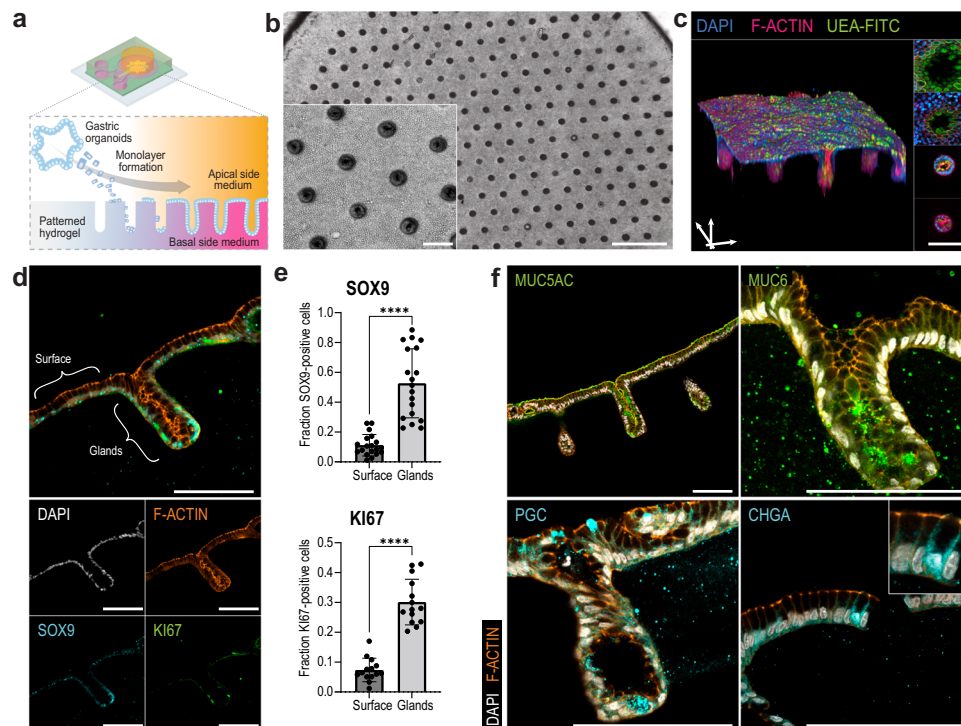 a
Gastric
organoids
Monolayer
formation
Apical side
medium
Patterned
hydrogel
Basal side medium
b
c
DAPI F-ACTIN UEA-FITC
d
Surface
Glands
DAPI
F-ACTIN
SOX9
KI67
e
SOX9
****
Fraction SOX9-positive cells
1.0
0.8
0.6
0.4
0.2
0.0
Surface Glands
KI67
****
Fraction KI67-positive cells
0.5
0.4
0.3
0.2
0.1
0.0
Surface Glands
f
MUC5AC
MUC6
PGC
CHGA
DAPI F-ACTIN